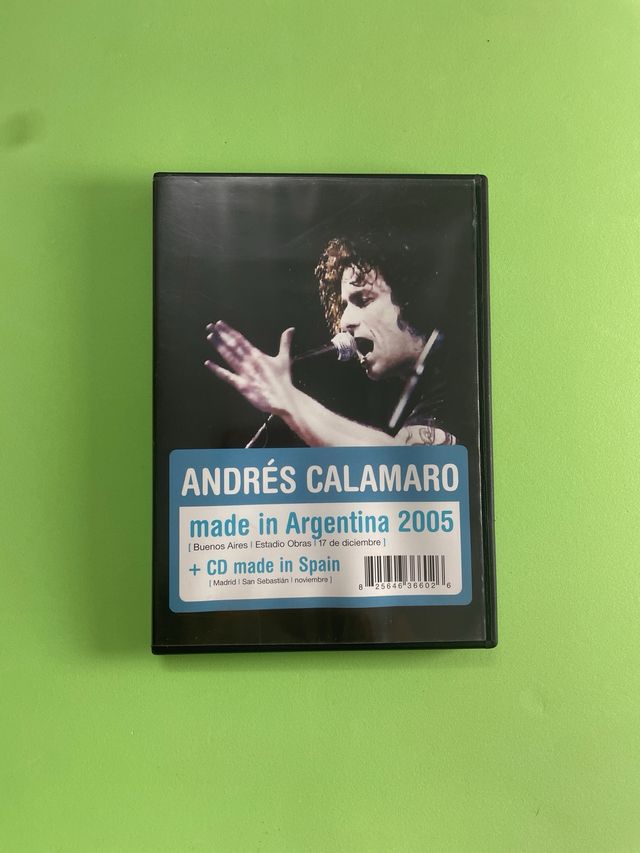 ANDRÉS CALAMARO
made in Argentina 2005
[ Buenos Aires | Estadio Obras | 17 de diciembre ]
+ CD made in Spain
[ Madrid | San Sebastián | noviembre ]
8 25646 36602 6